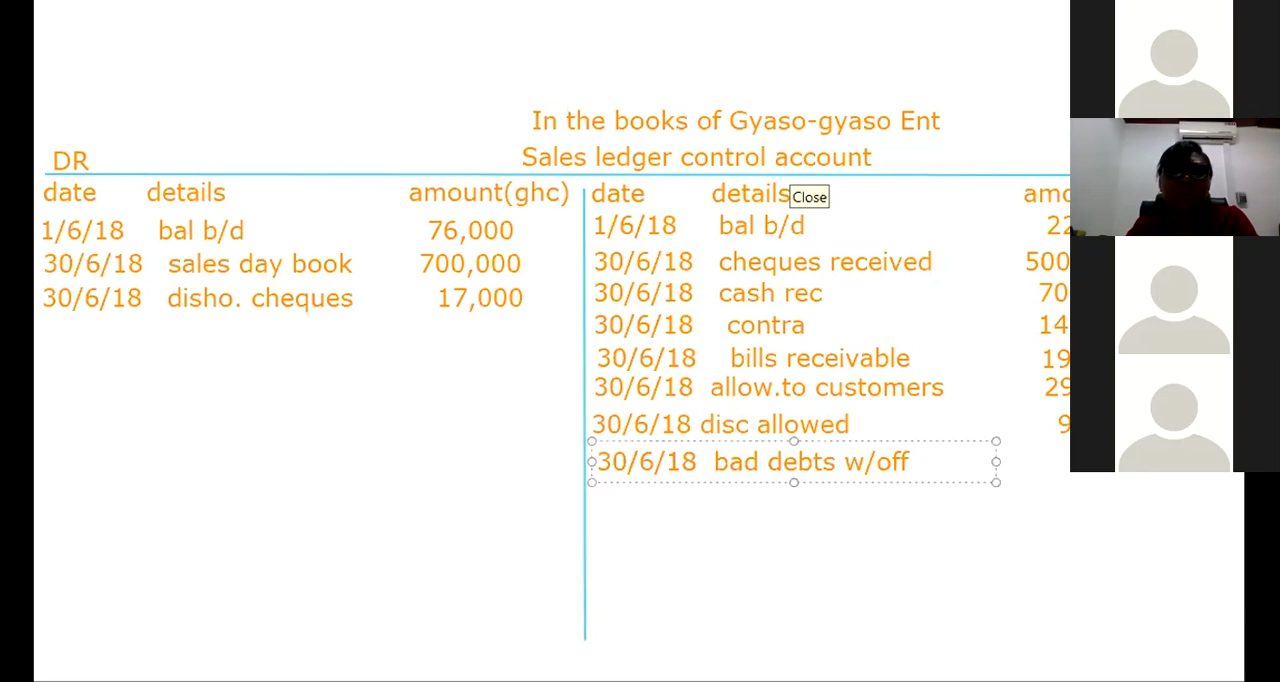 In the books of Gyaso-gyaso Ent
DR Sales ledger control account
date details amount(ghc) date details Close
1/6/18 bal b/d 76,000 1/6/18 bal b/d
30/6/18 sales day book 700,000 30/6/18 cheques received
30/6/18 disho. cheques 17,000 30/6/18 cash rec
30/6/18 contra
30/6/18 bills receivable
30/6/18 allow.to customers
30/6/18 disc allowed
30/6/18 bad debts w/off